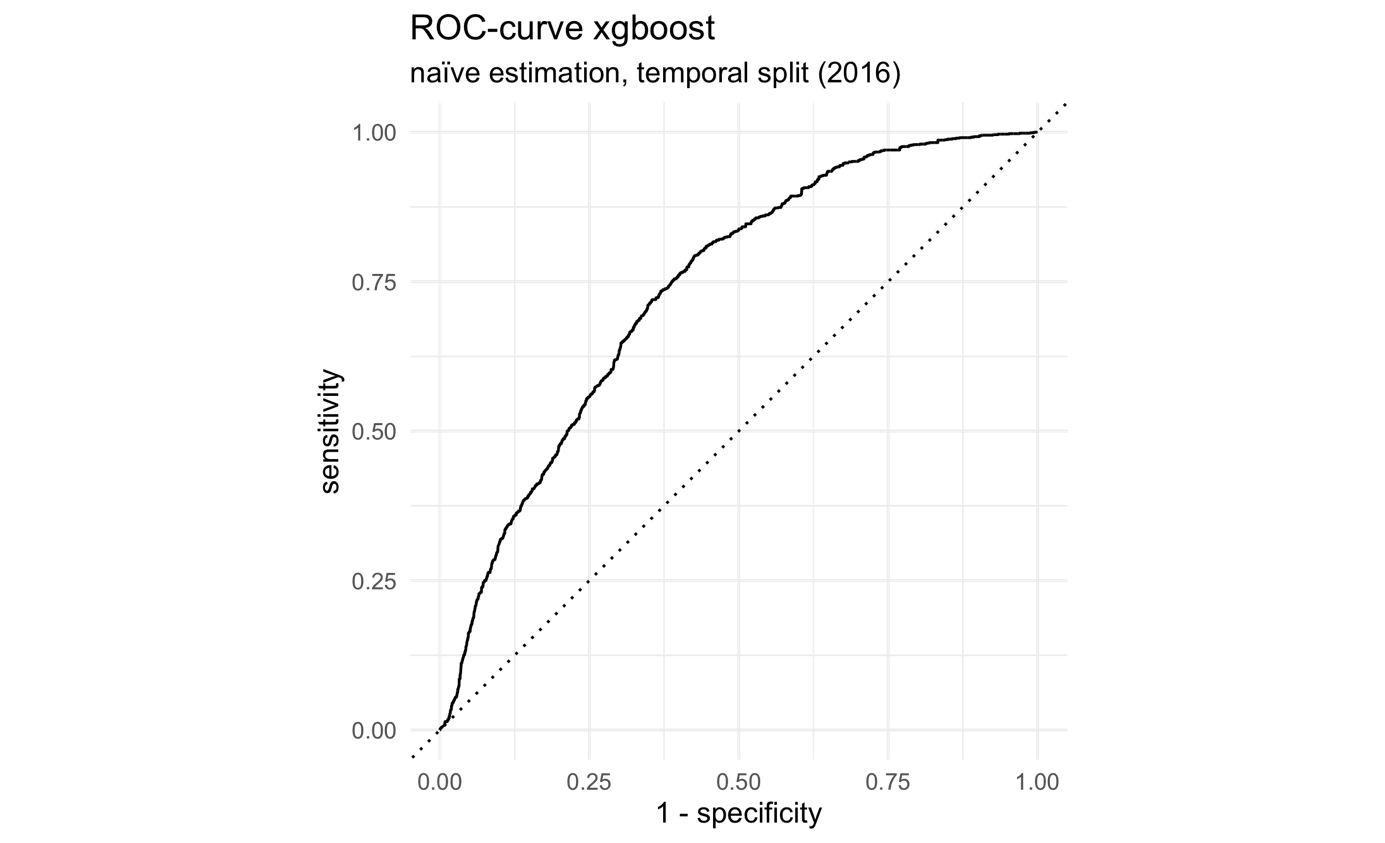 ROC-curve xgboost
naïve estimation, temporal split (2016)
1.00
0.75
0.50
0.25
0.00
sensitivity
0.00 0.25 0.50 0.75 1.00
1 - specificity